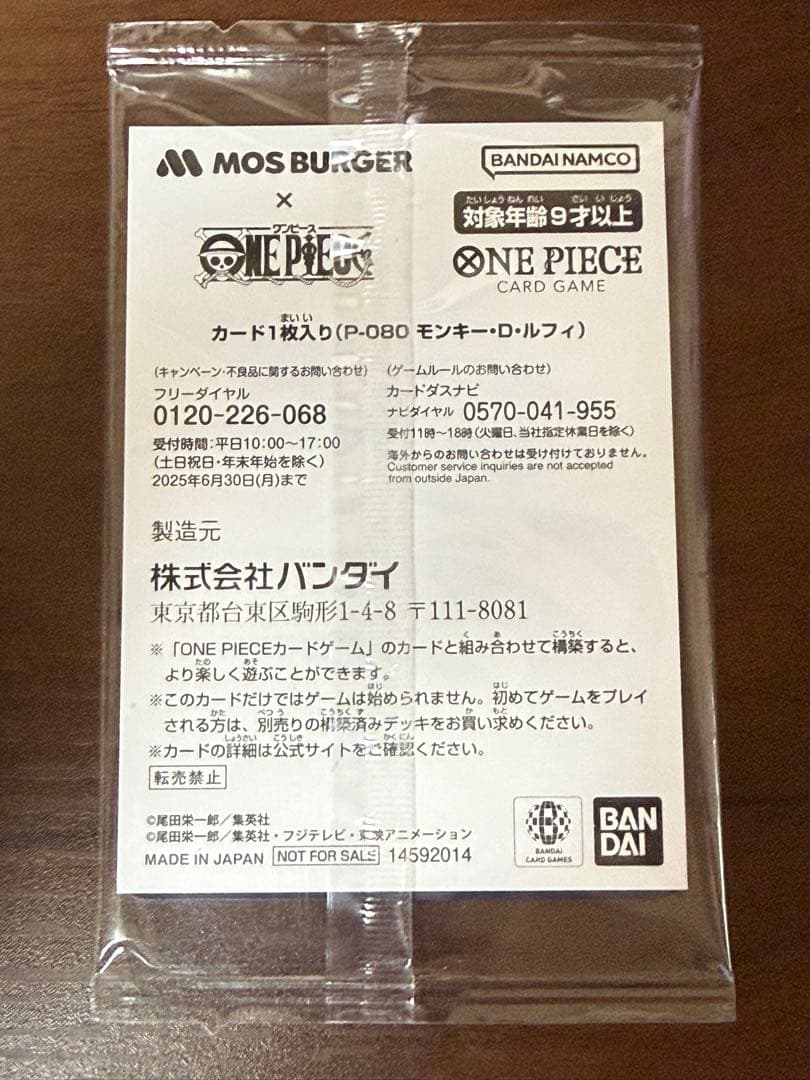 MOS BURGER
BANDAI NAMCO
×
たいしょうねんれい さいいじょう
対象年齢9才以上
ワンピース
ONE PIECE
ONE PIECE
CARD GAME
まいい
カード1枚入り(P-080 モンキー・D・ルフィ)
(キャンペーン・不良品に関するお問い合わせ)
フリーダイヤル
0120-226-068
受付時間:平日10:00〜17:00
(土日祝日・年末年始を除く)
2025年6月30日(月)まで
(ゲームルールのお問い合わせ)
カードダスナビ
ナビダイヤル 0570-041-955
受付11時〜18時(火曜日、当社指定休業日を除く)
海外からのお問い合わせは受け付けておりません。
Customer service inquiries are not accepted
from outside Japan.
製造元
株式会社バンダイ
東京都台東区駒形1-4-8 〒111-8081
く あ こうちく
※「ONE PIECEカードゲーム」のカードと組み合わせて構築すると、
たの あそ
より楽しく遊ぶことができます。
はじ はじ
※このカードだけではゲームは始められません。初めてゲームをプレイ
かた べつう こうちくず か もと
される方は、別売りの構築済みデッキをお買い求めください。
しょうさい こうしき かくにん
※カードの詳細は公式サイトをご確認ください。
転売禁止
©尾田栄一郎/集英社
©尾田栄一郎/集英社・フジテレビ・東映アニメーション
MADE IN JAPAN NOT FOR SALE 14592014
BANDAI
CARD GAMES
BAN
DAI